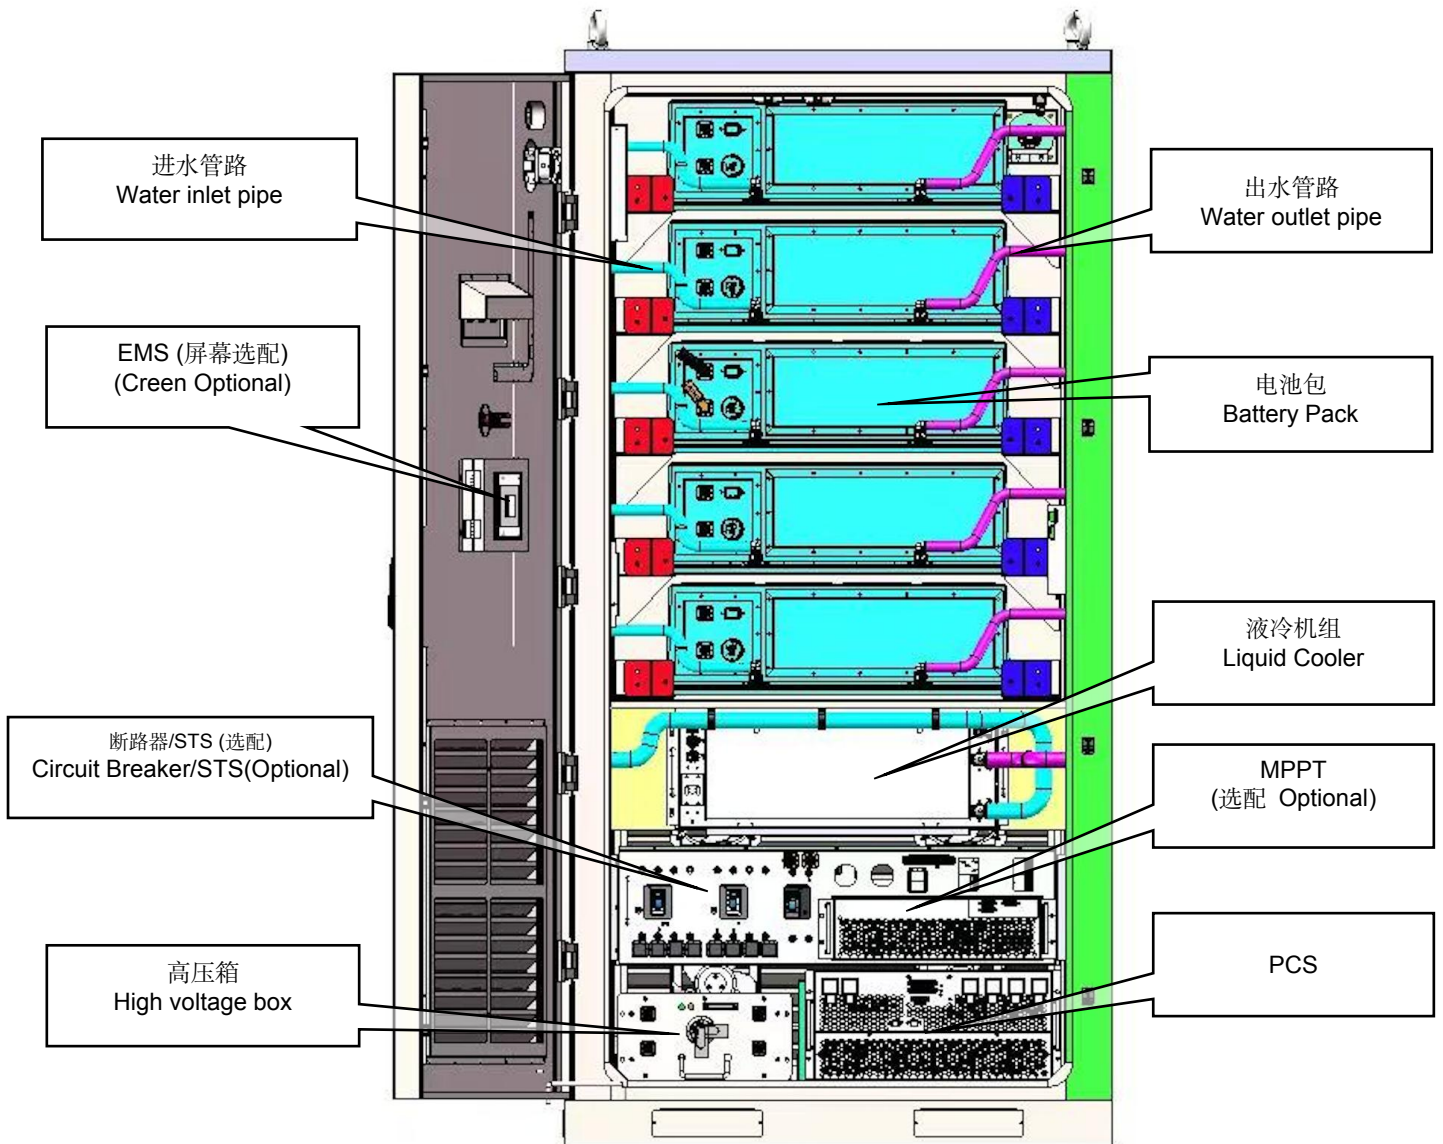 进水管路
Water inlet pipe
出水管路
Water outlet pipe
EMS (屏幕选配)
(Creen Optional)
电池包
Battery Pack
液冷机组
Liquid Cooler
断路器/STS (选配)
Circuit Breaker/STS(Optional)
MPPT
(选配 Optional)
高压箱
High voltage box
PCS